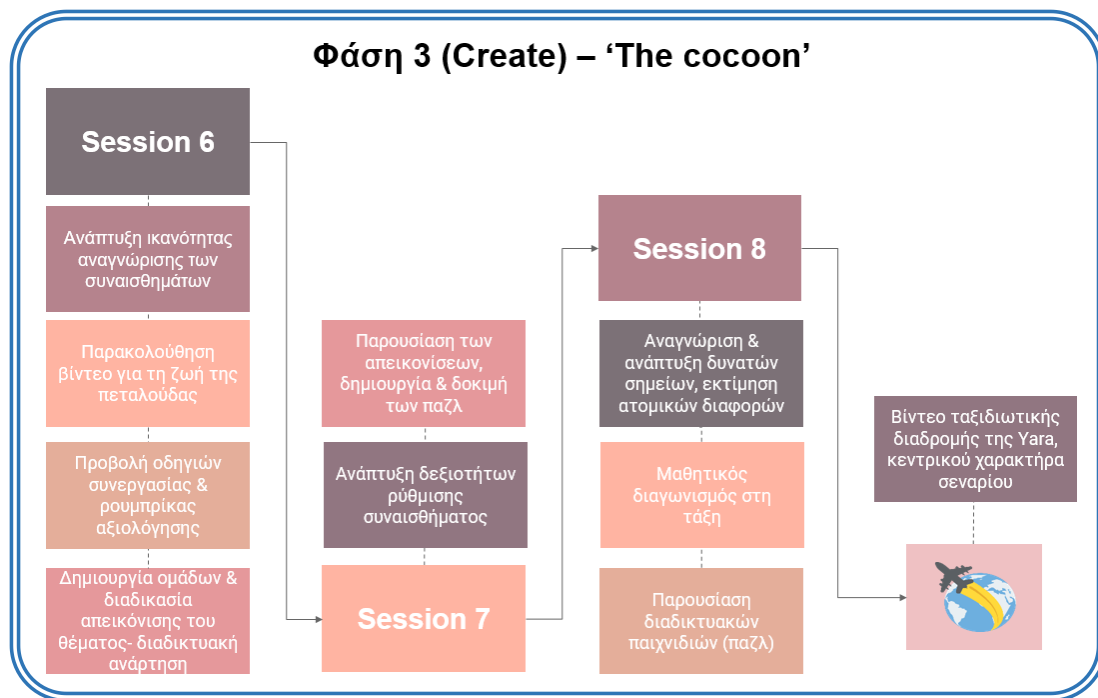 Φάση 3 (Create) – ‘The cocoon’
Session 6
Ανάπτυξη ικανότητας
αναγνώρισης των
συναισθημάτων
Παρακολούθηση
βίντεο για τη ζωή της
πεταλούδας
Προβολή οδηγιών
συνεργασίας &
ρουμπρίκας
αξιολόγησης
Δημιουργία ομάδων &
διαδικασία
απεικόνισης του
θέματος- διαδικτυακή
ανάρτηση
Παρουσίαση των
απεικονίσεων,
δημιουργία & δοκιμή
των παζλ
Ανάπτυξη δεξιοτήτων
ρύθμισης
συναισθήματος
Session 7
Session 8
Αναγνώριση &
ανάπτυξη δυνατών
σημείων, εκτίμηση
ατομικών διαφορών
Μαθητικός
διαγωνισμός στη
τάξη
Παρουσίαση
διαδικτυακών
παιχνιδιών (παζλ)
Βίντεο ταξιδιωτικής
διαδρομής της Yara,
κεντρικού χαρακτήρα
σεναρίου